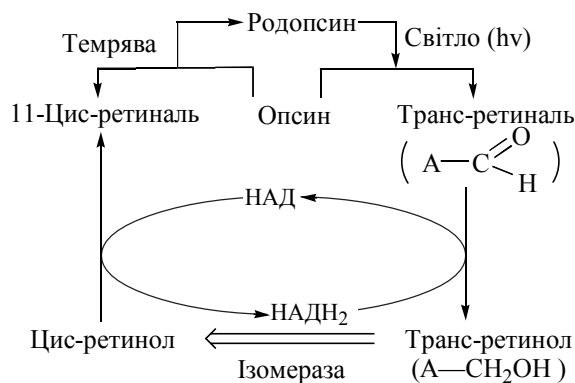 Родопсин
Темрява
Світло (hv)
11-Цис-ретиналь
Опсин
Транс-ретиналь
(A—C=O
H)
НАД
НАДН₂
Цис-ретинол
Транс-ретинол
Ізомераза
(A—CH₂OH)